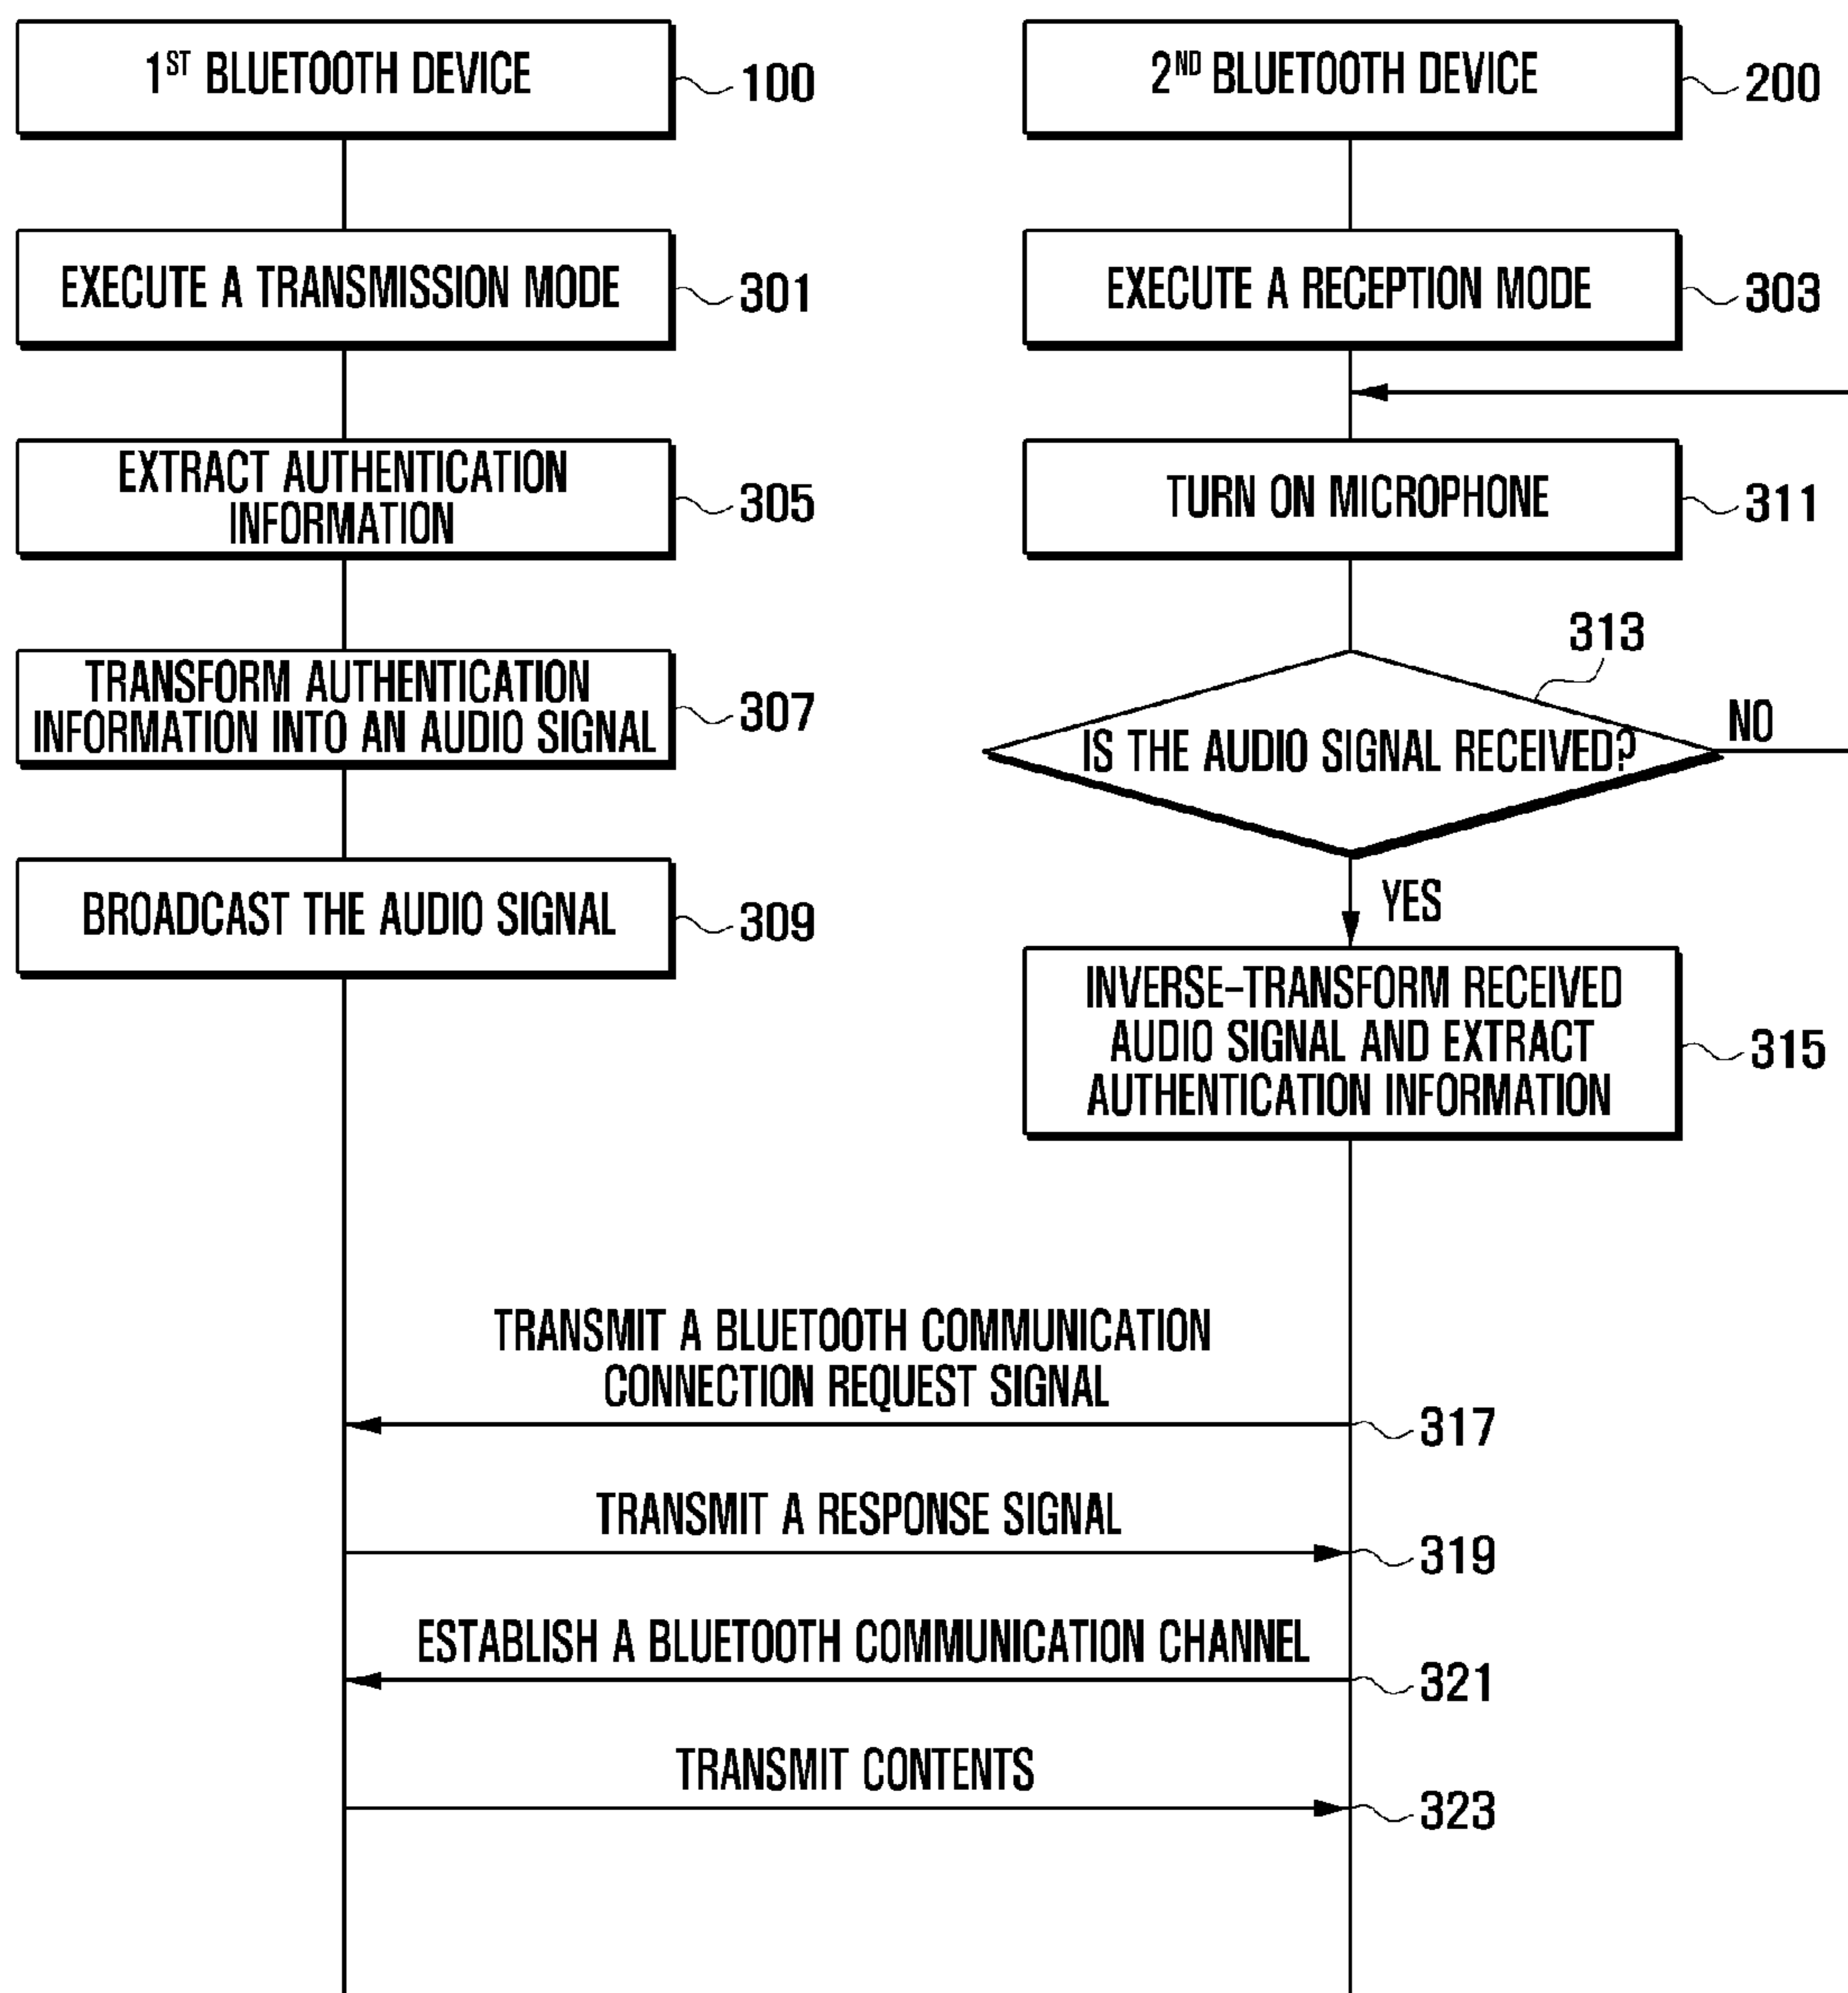 1ST BLUETOOTH DEVICE
100
2ND BLUETOOTH DEVICE
200
EXECUTE A TRANSMISSION MODE
301
EXECUTE A RECEPTION MODE
303
EXTRACT AUTHENTICATION
INFORMATION
305
TURN ON MICROPHONE
311
TRANSFORM AUTHENTICATION
INFORMATION INTO AN AUDIO SIGNAL
307
313
IS THE AUDIO SIGNAL RECEIVED?
NO
YES
BROADCAST THE AUDIO SIGNAL
309
INVERSE-TRANSFORM RECEIVED
AUDIO SIGNAL AND EXTRACT
AUTHENTICATION INFORMATION
315
TRANSMIT A BLUETOOTH COMMUNICATION
CONNECTION REQUEST SIGNAL
317
TRANSMIT A RESPONSE SIGNAL
319
ESTABLISH A BLUETOOTH COMMUNICATION CHANNEL
321
TRANSMIT CONTENTS
323